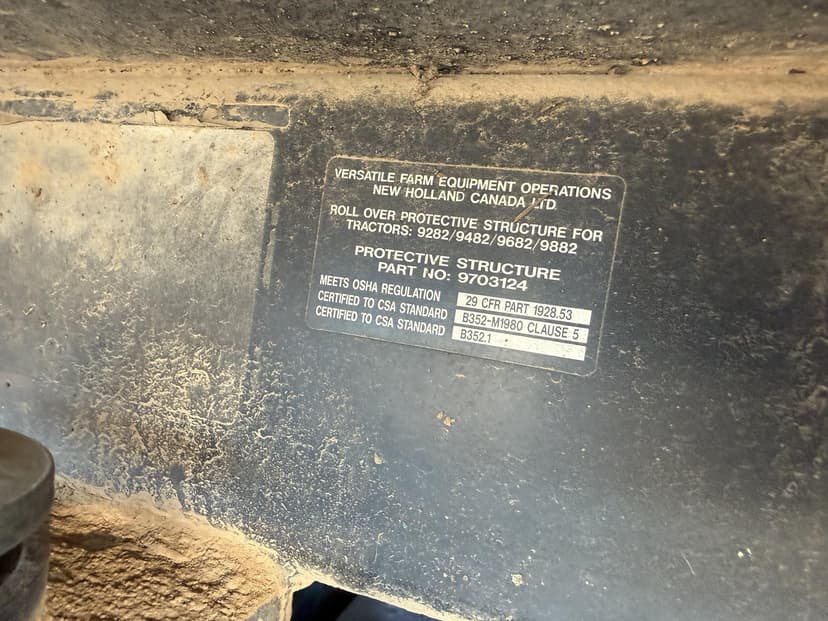 VERSATILE FARM EQUIPMENT OPERATIONS
NEW HOLLAND CANADA LTD.
ROLL OVER PROTECTIVE STRUCTURE FOR
TRACTORS: 9282/9482/9682/9882
PROTECTIVE STRUCTURE
PART NO: 9703124
MEETS OSHA REGULATION 29 CFR PART 1928.53
CERTIFIED TO CSA STANDARD B352-M1980 CLAUSE 5
CERTIFIED TO CSA STANDARD B352.1